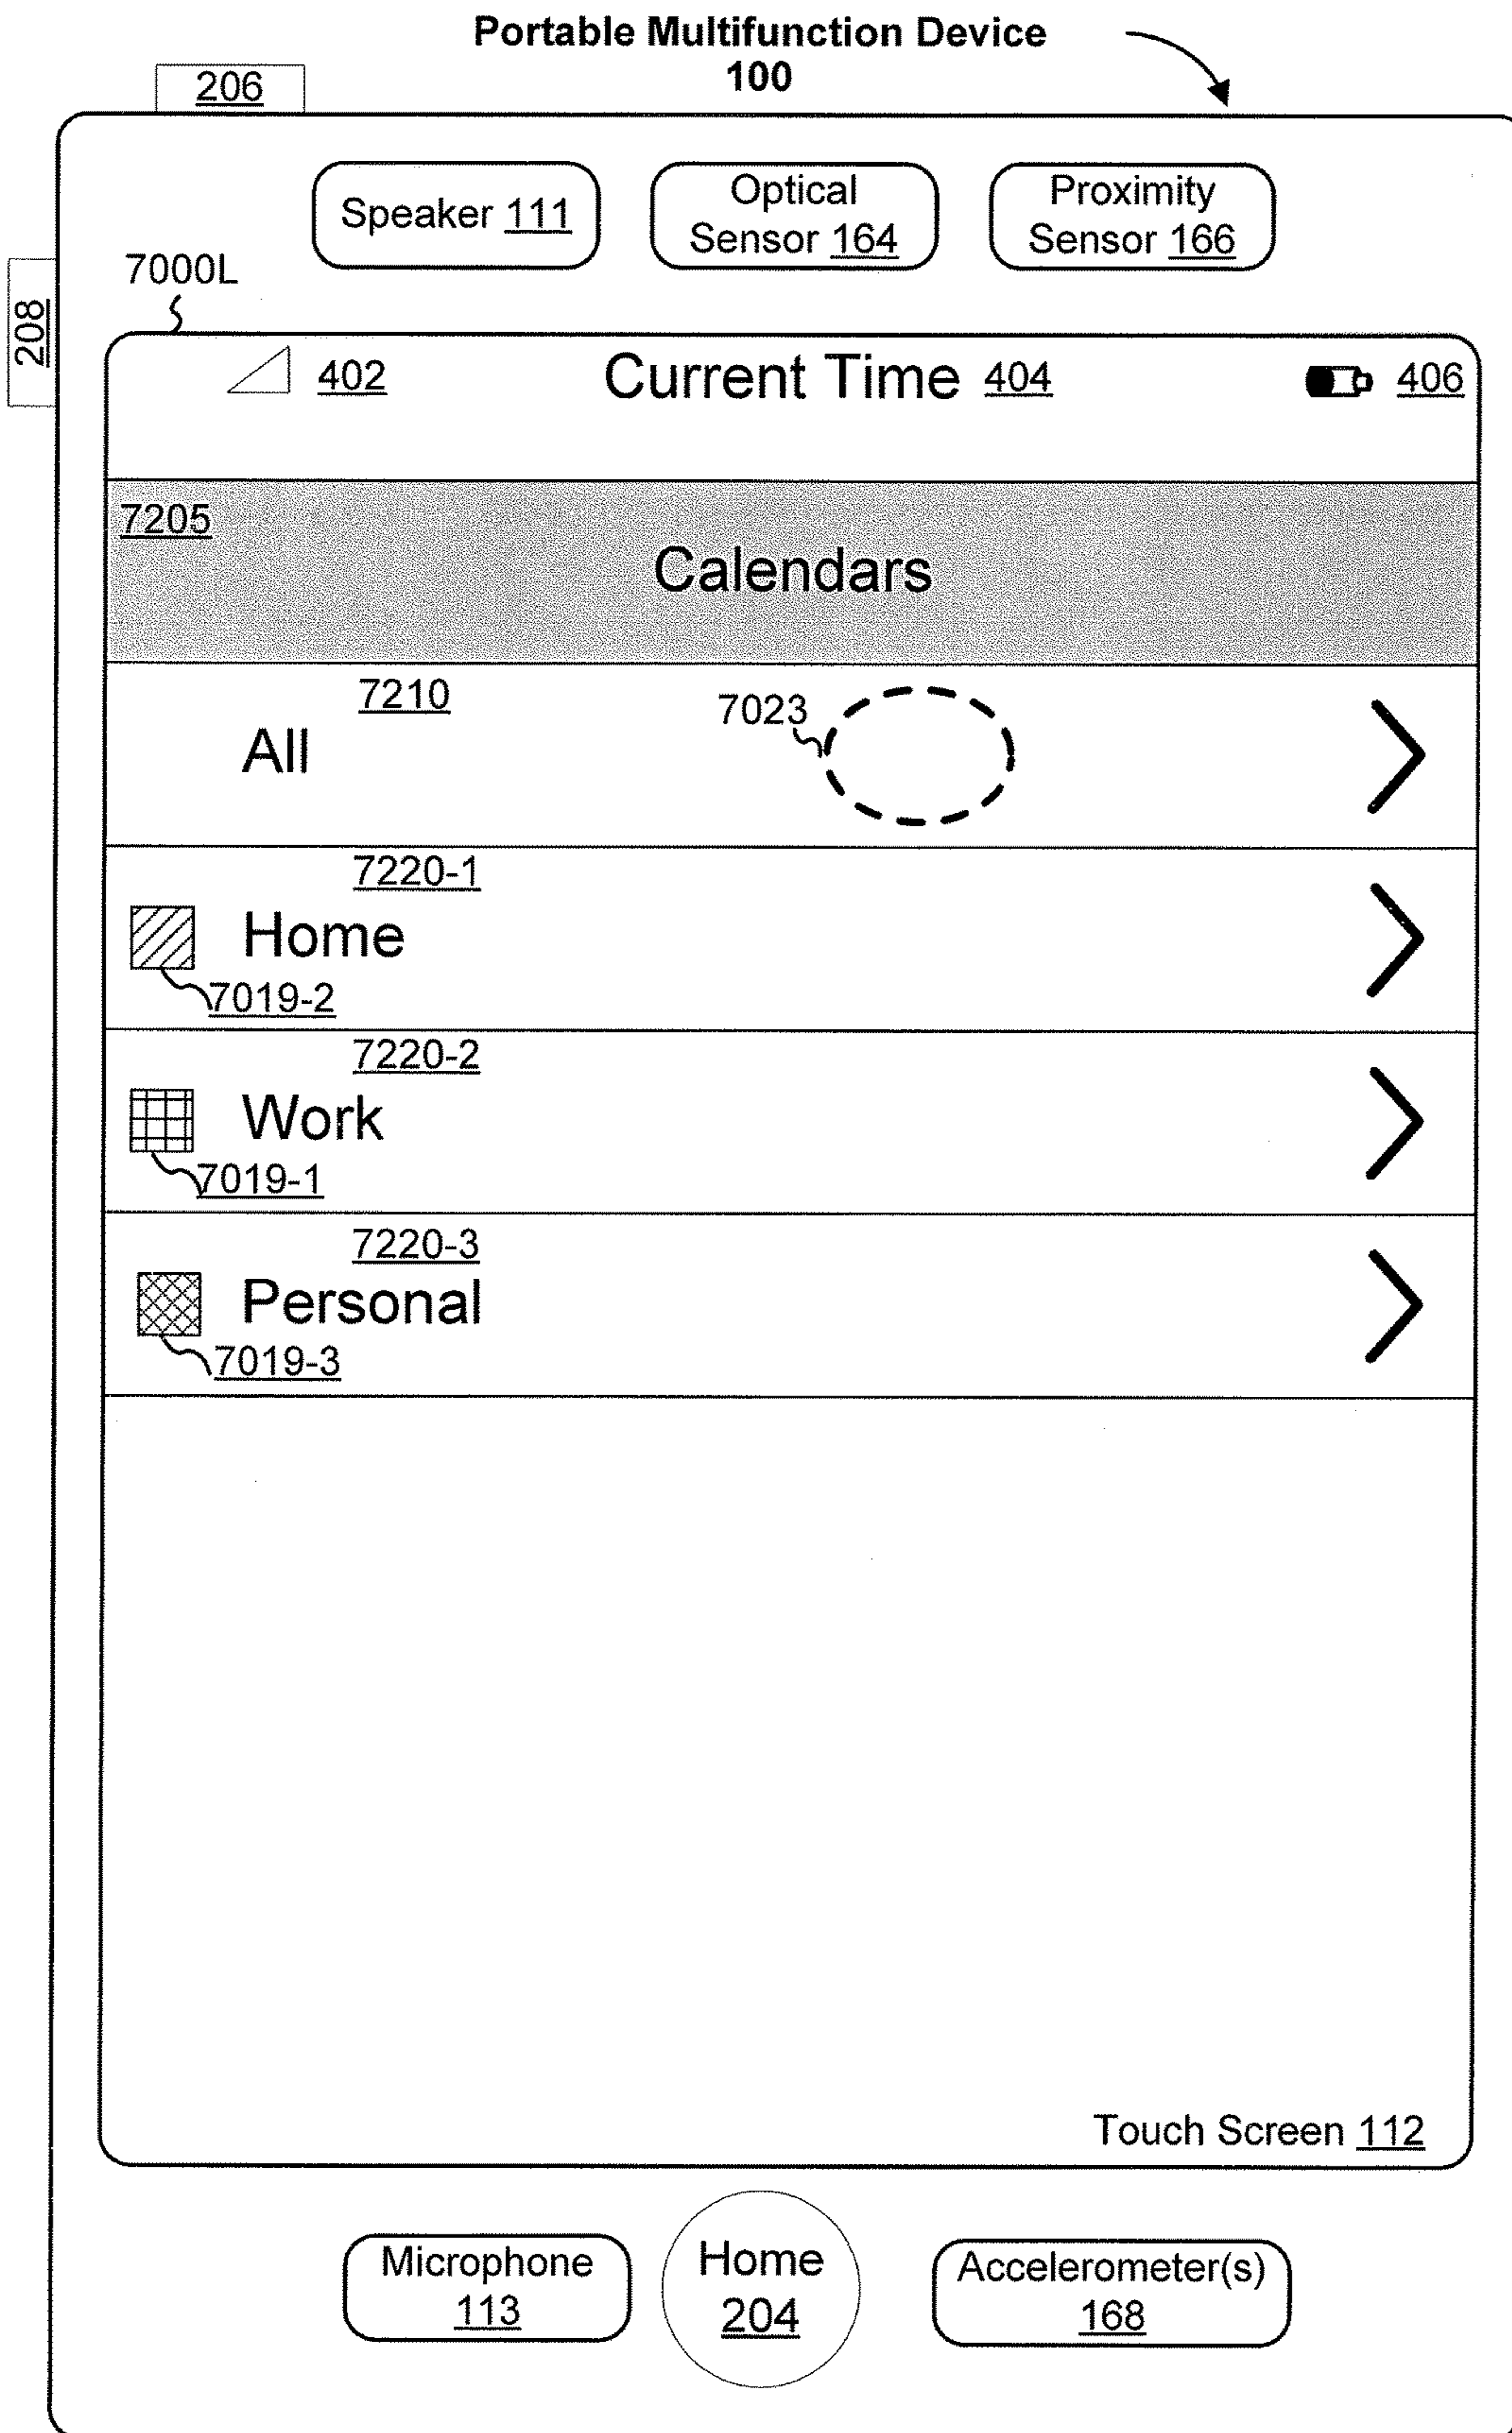 Portable Multifunction Device
100
206
Speaker 111
Optical
Sensor 164
Proximity
Sensor 166
208
7000L
402
Current Time 404
406
7205
Calendars
7210
All
7023
7220-1
Home
7019-2
7220-2
Work
7019-1
7220-3
Personal
7019-3
Touch Screen 112
Microphone
113
Home
204
Accelerometer(s)
168